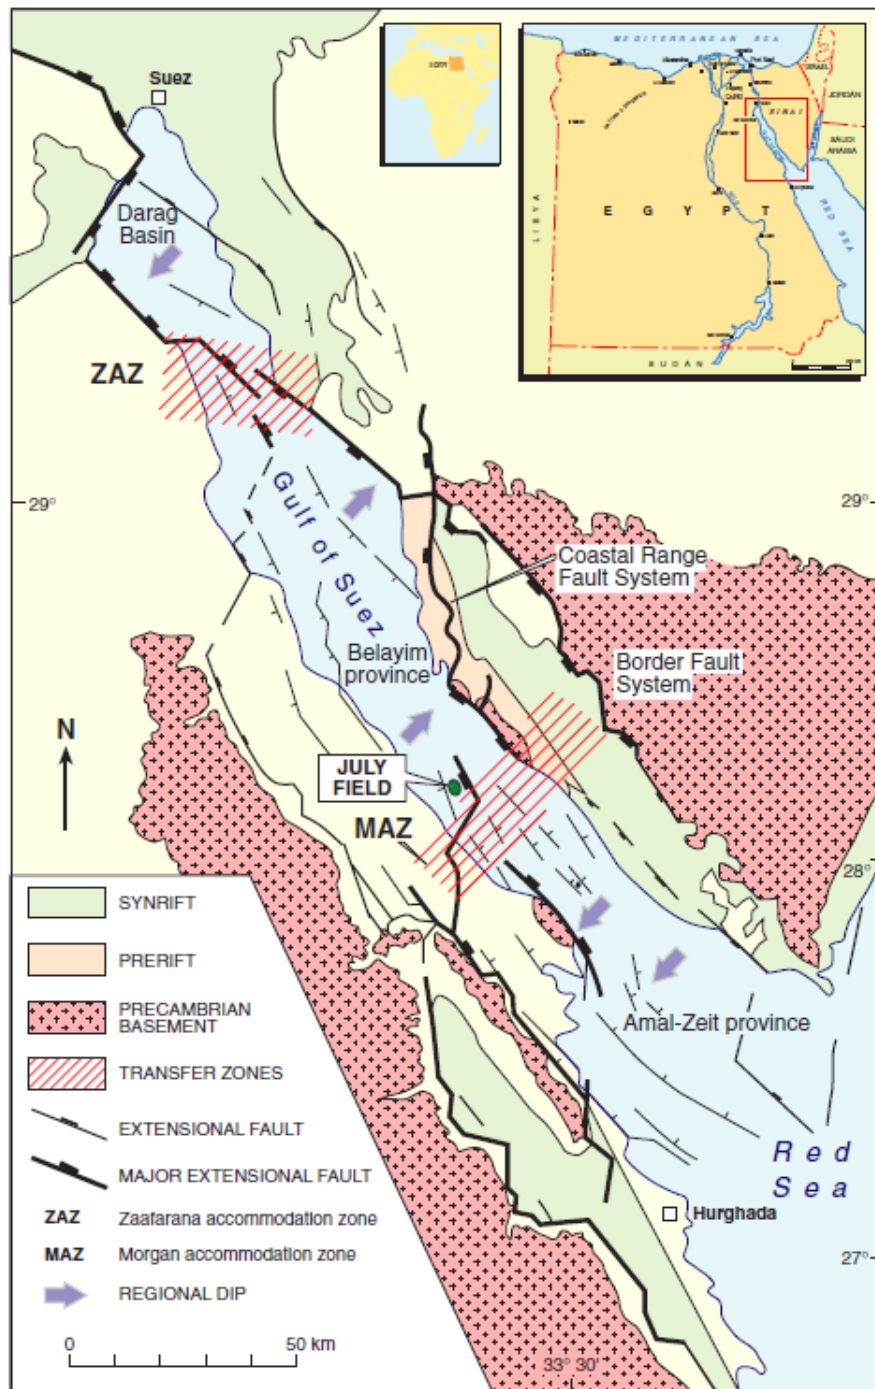 Suez
Darag
Basin
ZAZ
MEDITERRANEAN SEA
ISRAEL
JORDAN
SINAI
SAUDI
ARABIA
LIBYA
EGYPT
RED SEA
SUDAN
29°
29°
Gulf of Suez
Coastal Range
Fault System
Belayim
province
Border Fault
System
N
JULY
FIELD
MAZ
28°
Amal-Zeit province
Red
Sea
Hurghada
27°
33° 30'
SYNRIFT
PRERIFT
PRECAMBRIAN
BASEMENT
TRANSFER ZONES
EXTENSIONAL FAULT
MAJOR EXTENSIONAL FAULT
ZAZ Zaafarana accommodation zone
MAZ Morgan accommodation zone
REGIONAL DIP
0 50 km